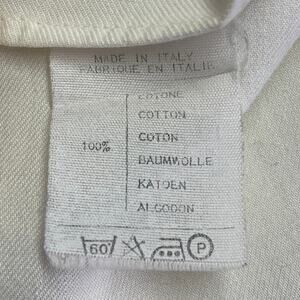 MADE IN ITALY
FABRIQUE EN ITALIE
COTONE
COTTON
100% COTON
BAUMWOLLE
KATOEN
ALGODON
60° P